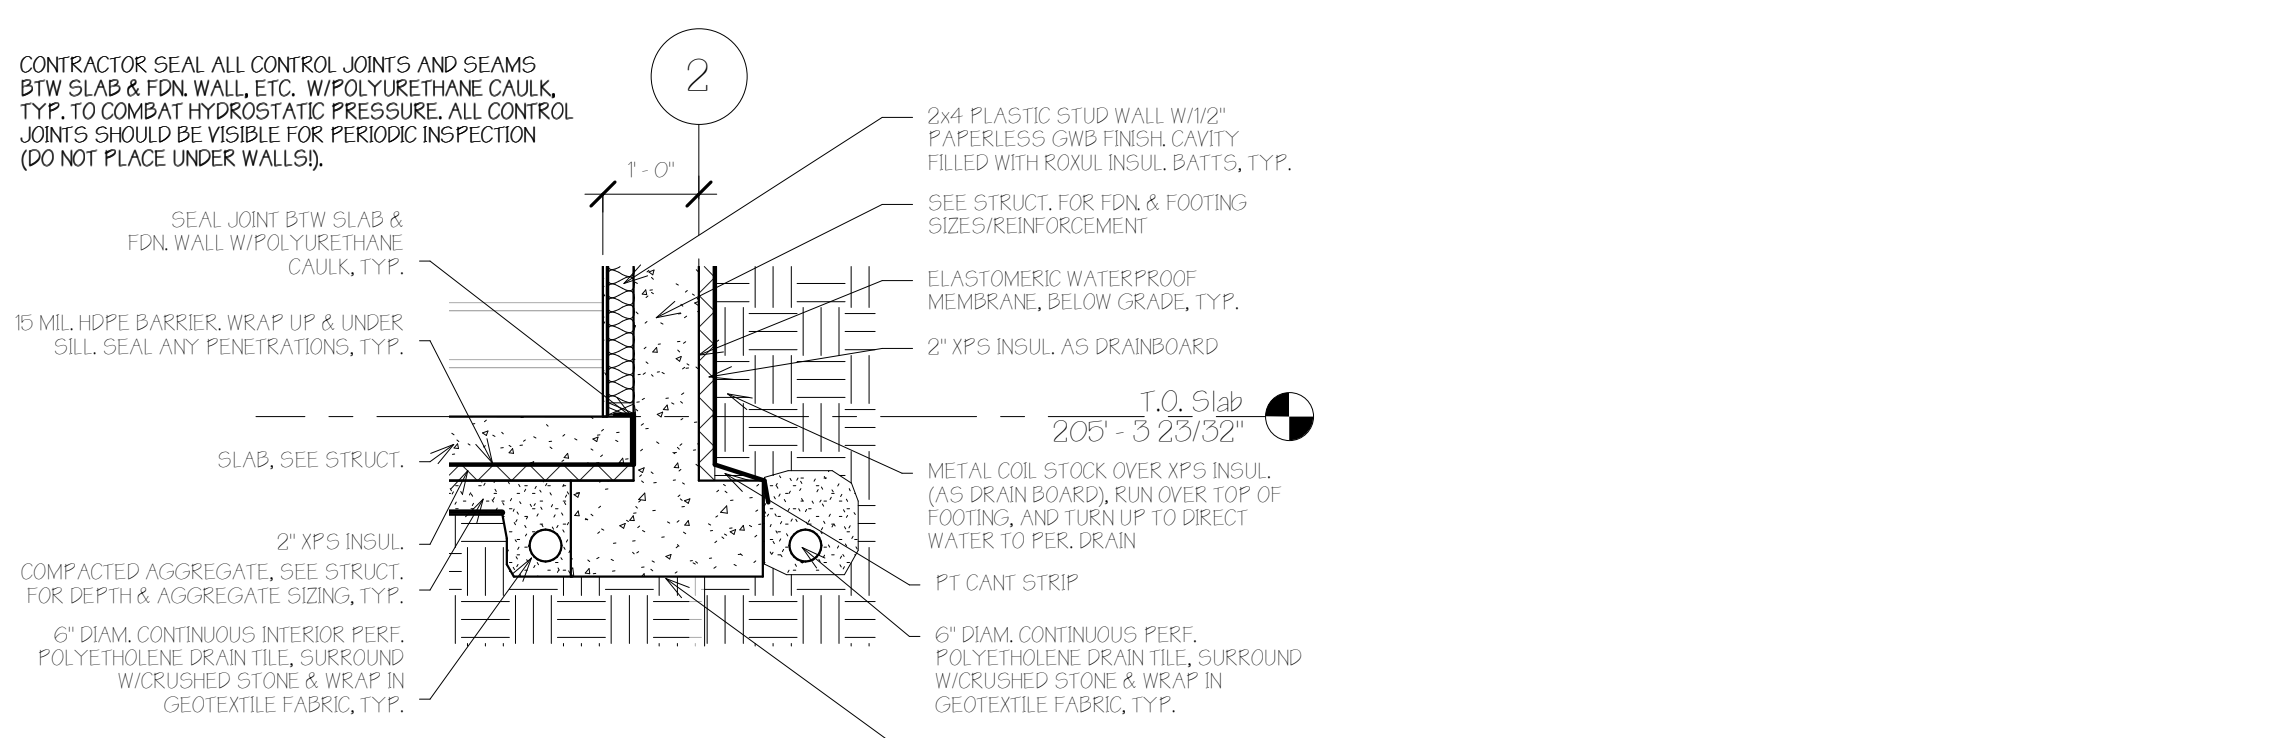 CONTRACTOR SEAL ALL CONTROL JOINTS AND SEAMS
BTW SLAB & FDN. WALL, ETC. W/POLYURETHANE CAULK,
TYP. TO COMBAT HYDROSTATIC PRESSURE. ALL CONTROL
JOINTS SHOULD BE VISIBLE FOR PERIODIC INSPECTION
(DO NOT PLACE UNDER WALLS!).
2
1' - 0"
SEAL JOINT BTW SLAB &
FDN. WALL W/POLYURETHANE
CAULK, TYP.
15 MIL. HDPE BARRIER. WRAP UP & UNDER
SILL. SEAL ANY PENETRATIONS, TYP.
SLAB, SEE STRUCT.
2" XPS INSUL.
COMPACTED AGGREGATE, SEE STRUCT.
FOR DEPTH & AGGREGATE SIZING, TYP.
6" DIAM. CONTINUOUS INTERIOR PERF.
POLYETHOLENE DRAIN TILE, SURROUND
W/CRUSHED STONE & WRAP IN
GEOTEXTILE FABRIC, TYP.
2x4 PLASTIC STUD WALL W/1/2"
PAPERLESS GWB FINISH. CAVITY
FILLED WITH ROXUL INSUL. BATTS, TYP.
SEE STRUCT. FOR FDN. & FOOTING
SIZES/REINFORCEMENT
ELASTOMERIC WATERPROOF
MEMBRANE, BELOW GRADE, TYP.
2" XPS INSUL. AS DRAINBOARD
T.O. Slab
205' - 3 23/32"
METAL COIL STOCK OVER XPS INSUL.
(AS DRAIN BOARD), RUN OVER TOP OF
FOOTING, AND TURN UP TO DIRECT
WATER TO PER. DRAIN
PT CANT STRIP
6" DIAM. CONTINUOUS PERF.
POLYETHOLENE DRAIN TILE, SURROUND
W/CRUSHED STONE & WRAP IN
GEOTEXTILE FABRIC, TYP.